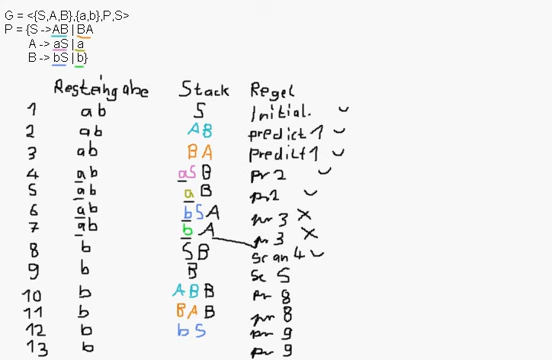 G = <{S,A,B},{a,b},P,S>
P = {S ->AB | BA
A -> aS | a
B -> bS | b}
Resteingabe Stack Regel
1 ab S Initial. ✓
2 ab AB predict 1 ✓
3 ab BA predict 1 ✓
4 ab aSB pr 2 ✓
5 ab aB pr 2 ✓
6 ab bSA pr 3 X
7 ab bA pr 3 X
8 b SB scan 4 ✓
9 b B sc 5
10 b ABB pr 8
11 b BAB pr 8
12 b bS pr 9
13 b pr 9